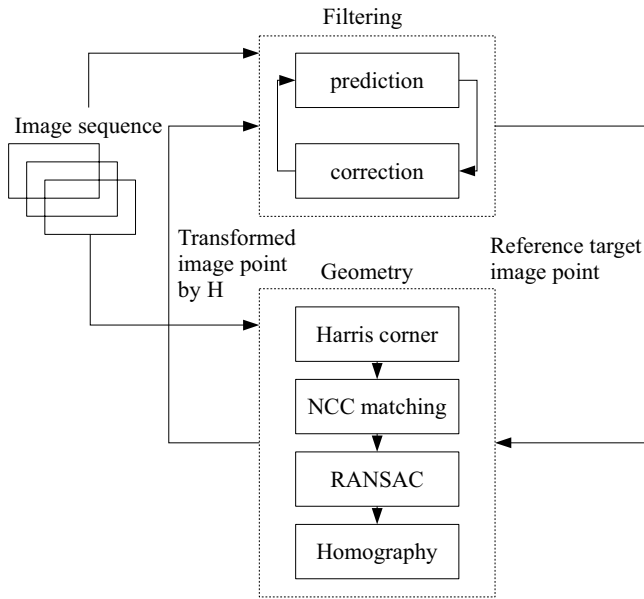 Filtering
prediction
Image sequence
correction
Transformed
image point
by H
Reference target
image point
Geometry
Harris corner
NCC matching
RANSAC
Homography